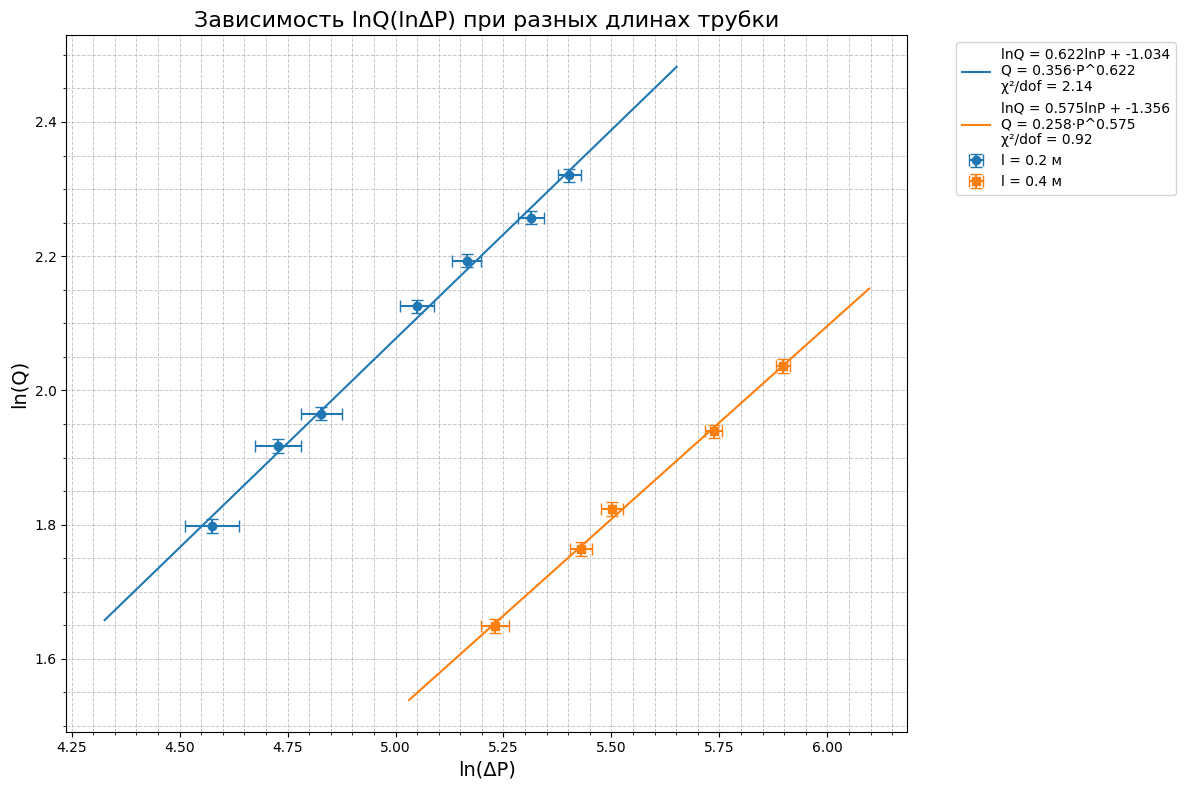 Зависимость lnQ(lnΔP) при разных длинах трубки
lnQ = 0.622lnP + -1.034
Q = 0.356·P^0.622
χ²/dof = 2.14
lnQ = 0.575lnP + -1.356
Q = 0.258·P^0.575
χ²/dof = 0.92
l = 0.2 м
l = 0.4 м
ln(Q)
2.4
2.2
2.0
1.8
1.6
4.25 4.50 4.75 5.00 5.25 5.50 5.75 6.00
ln(ΔP)